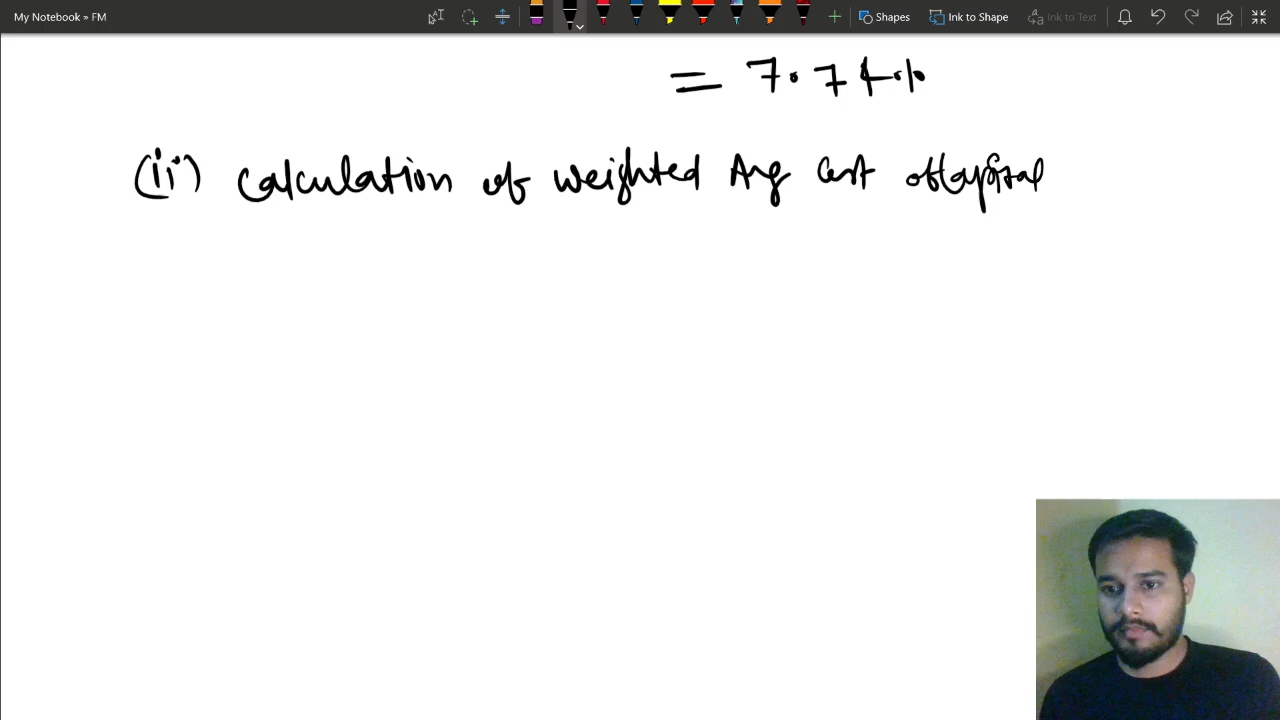 My Notebook » FM Shapes Ink to Shape Ink to Text
= 7.74%
(ii) Calculation of weighted Avg Cost of Capital